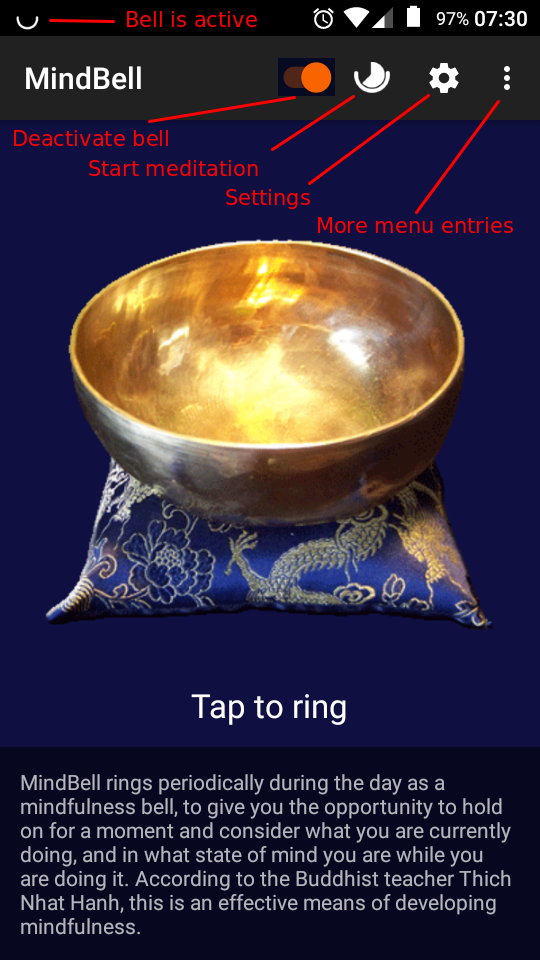 Bell is active
97% 07:30
MindBell
Deactivate bell
Start meditation
Settings
More menu entries
Tap to ring
MindBell rings periodically during the day as a
mindfulness bell, to give you the opportunity to hold
on for a moment and consider what you are currently
doing, and in what state of mind you are while you
are doing it. According to the Buddhist teacher Thich
Nhat Hanh, this is an effective means of developing
mindfulness.